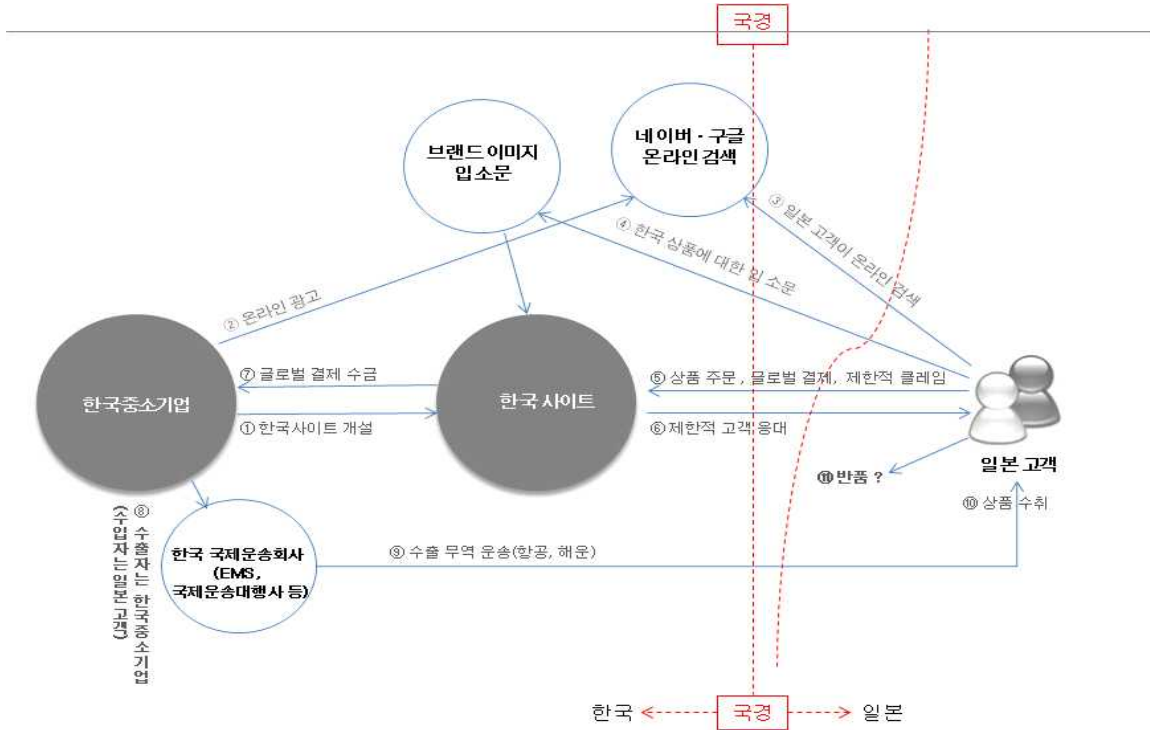 국경
브랜드 이미지
입 소문
네이버·구글
온라인 검색
③ 일본 고객이 온라인 검색
④ 한국 상품에 대한 입 소문
② 온라인 광고
한국중소기업
⑦ 글로벌 결제 수금
① 한국사이트 개설
한국 사이트
⑤ 상품 주문, 글로벌 결제, 제한적 클레임
⑥ 제한적 고객 응대
일본 고객
⑪ 반품 ?
⑩ 상품 수취
⑧ 수출자는 한국중소기업
(수입자는 일본 고객)
한국 국제운송회사
(EMS,
국제운송대행사 등)
⑨ 수출 무역 운송(항공, 해운)
한국
국경
일본